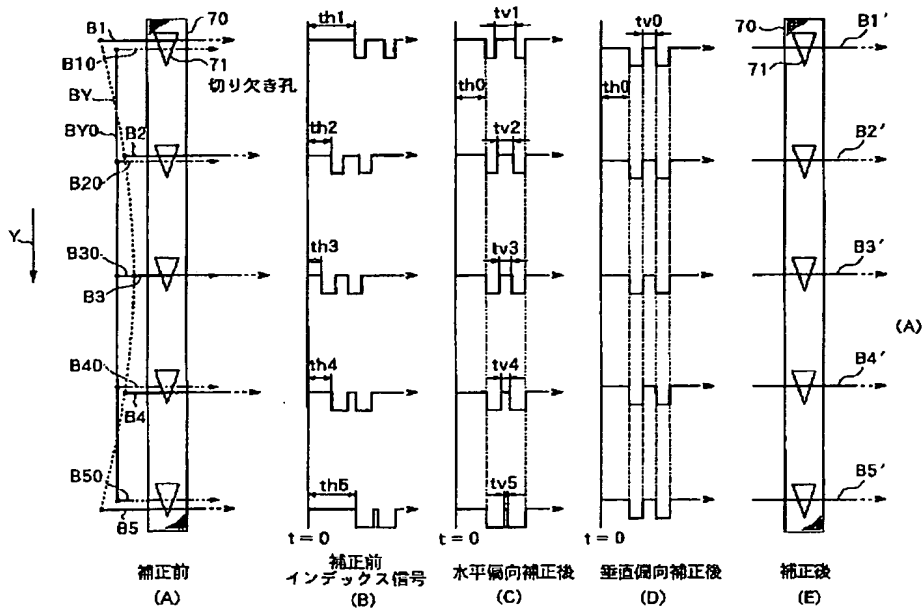 B1
70
B10
71
切り欠き孔
BY
BY0
B2
B20
Y
B30
B3
B40
B4
B50
B5
補正前
(A)
th1
th2
th3
th4
th5
t = 0
補正前
インデックス信号
(B)
tv1
th0
tv2
tv3
tv4
tv5
t = 0
水平偏向補正後
(C)
tv0
th0
t = 0
垂直偏向補正後
(D)
70
71
B1′
B2′
B3′
B4′
B5′
補正後
(E)
(A)